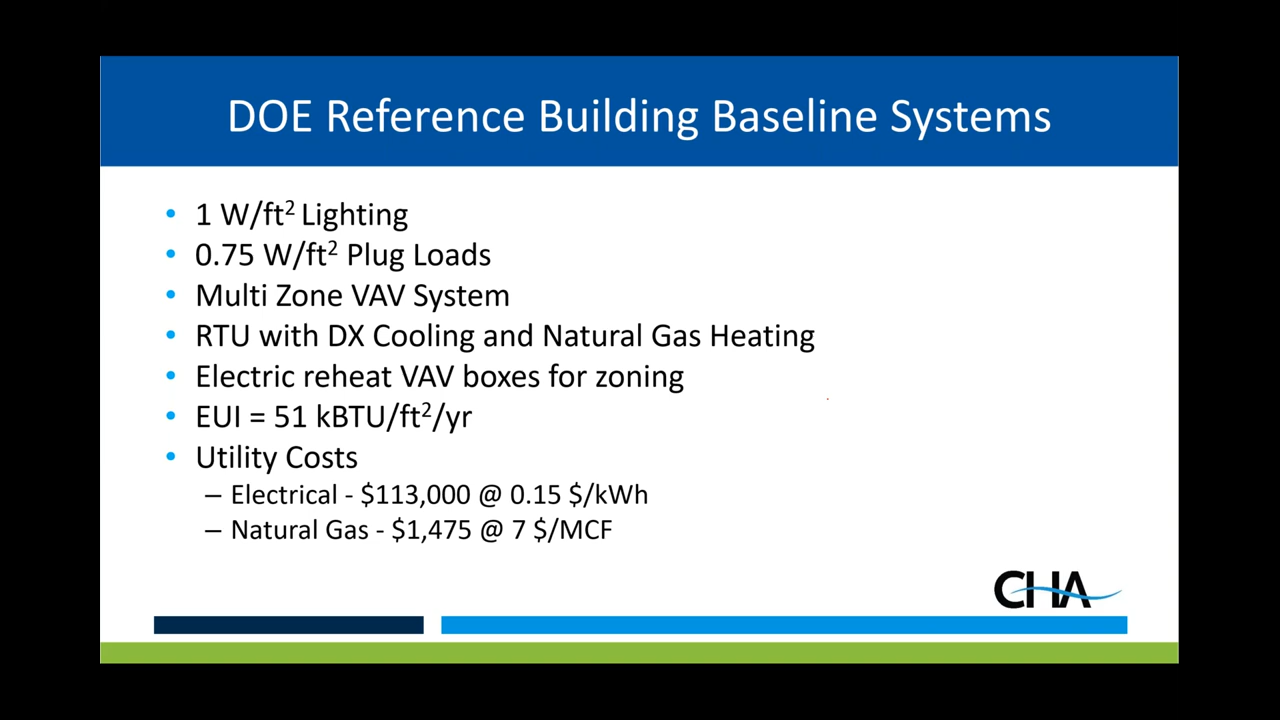 DOE Reference Building Baseline Systems
• 1 W/ft² Lighting
• 0.75 W/ft² Plug Loads
• Multi Zone VAV System
• RTU with DX Cooling and Natural Gas Heating
• Electric reheat VAV boxes for zoning
• EUI = 51 kBTU/ft²/yr
• Utility Costs
– Electrical - $113,000 @ 0.15 $/kWh
– Natural Gas - $1,475 @ 7 $/MCF
CHA